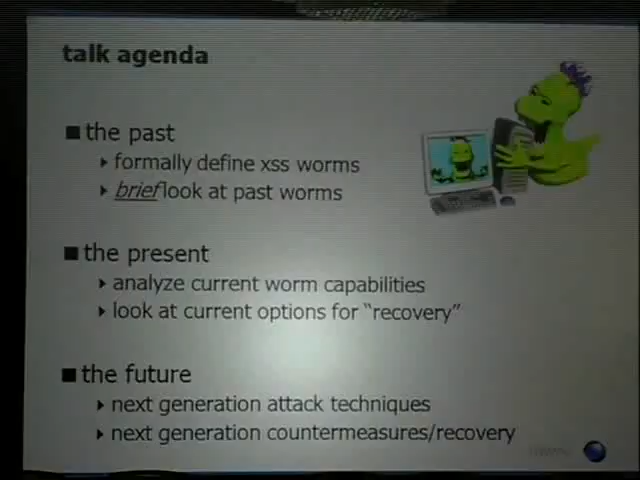 talk agenda
the past
formally define xss worms
brief look at past worms
the present
analyze current worm capabilities
look at current options for “recovery”
the future
next generation attack techniques
next generation countermeasures/recovery